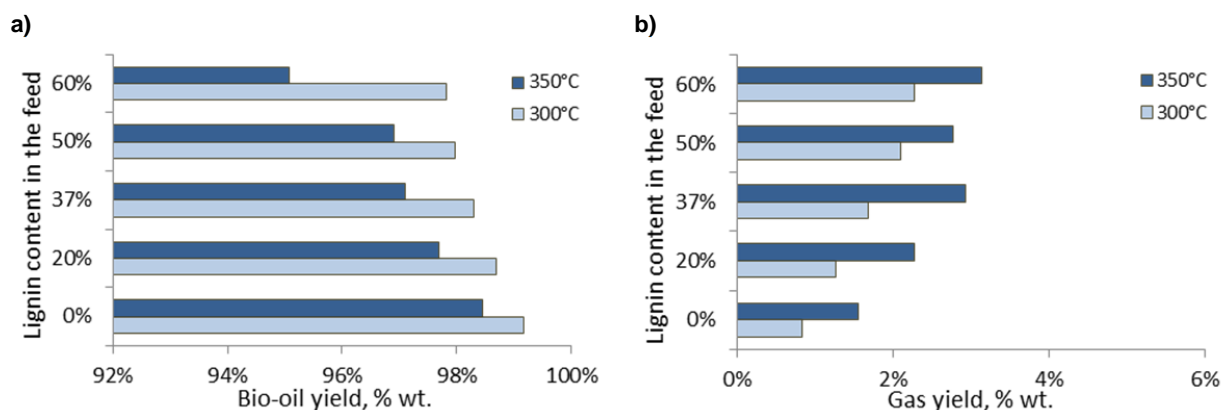 a)
Lignin content in the feed
60%
50%
37%
20%
0%
350°C
300°C
92% 94% 96% 98% 100%
Bio-oil yield, % wt.
b)
Lignin content in the feed
60%
50%
37%
20%
0%
350°C
300°C
0% 2% 4% 6%
Gas yield, % wt.